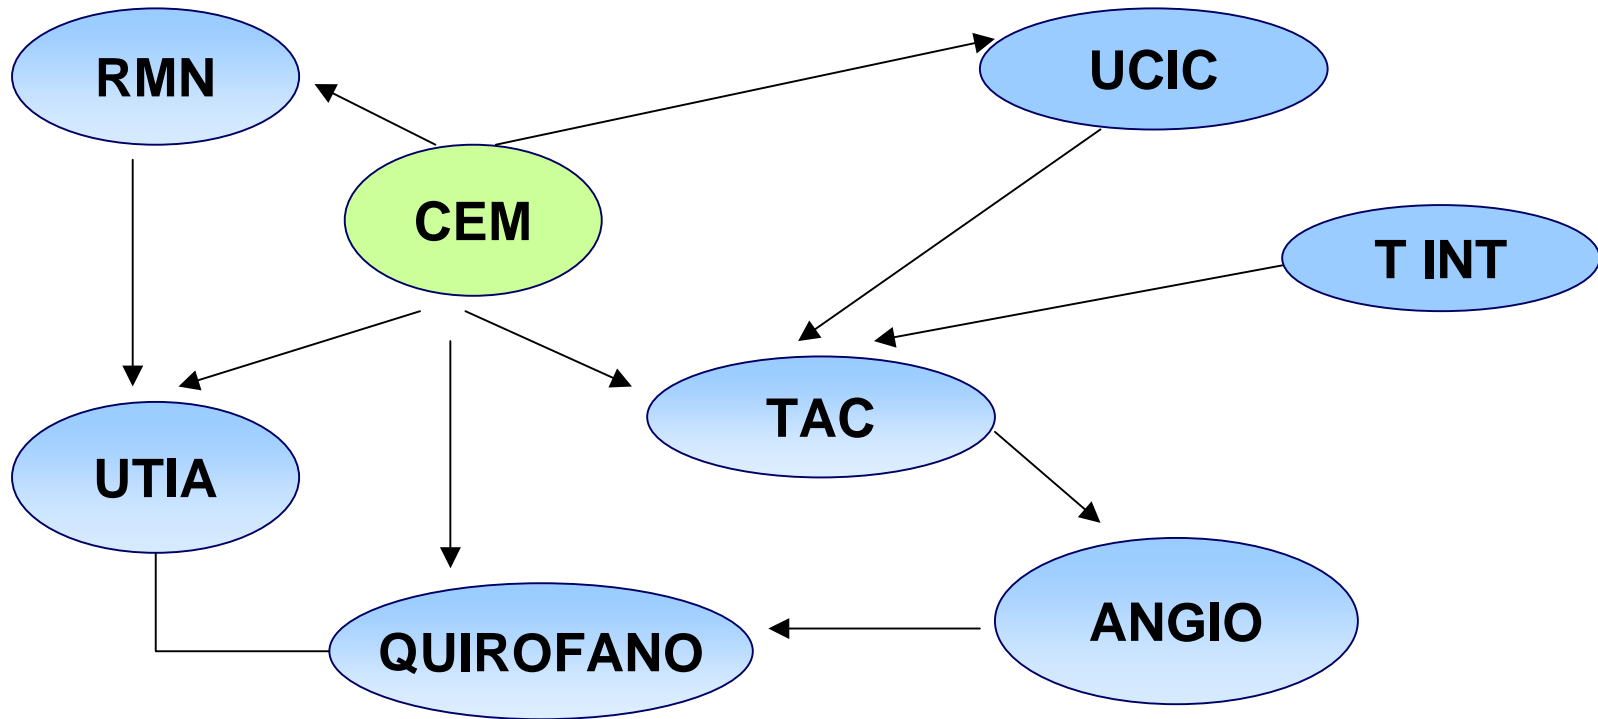 RMN
UCIC
CEM
T INT
TAC
UTIA
ANGIO
QUIROFANO